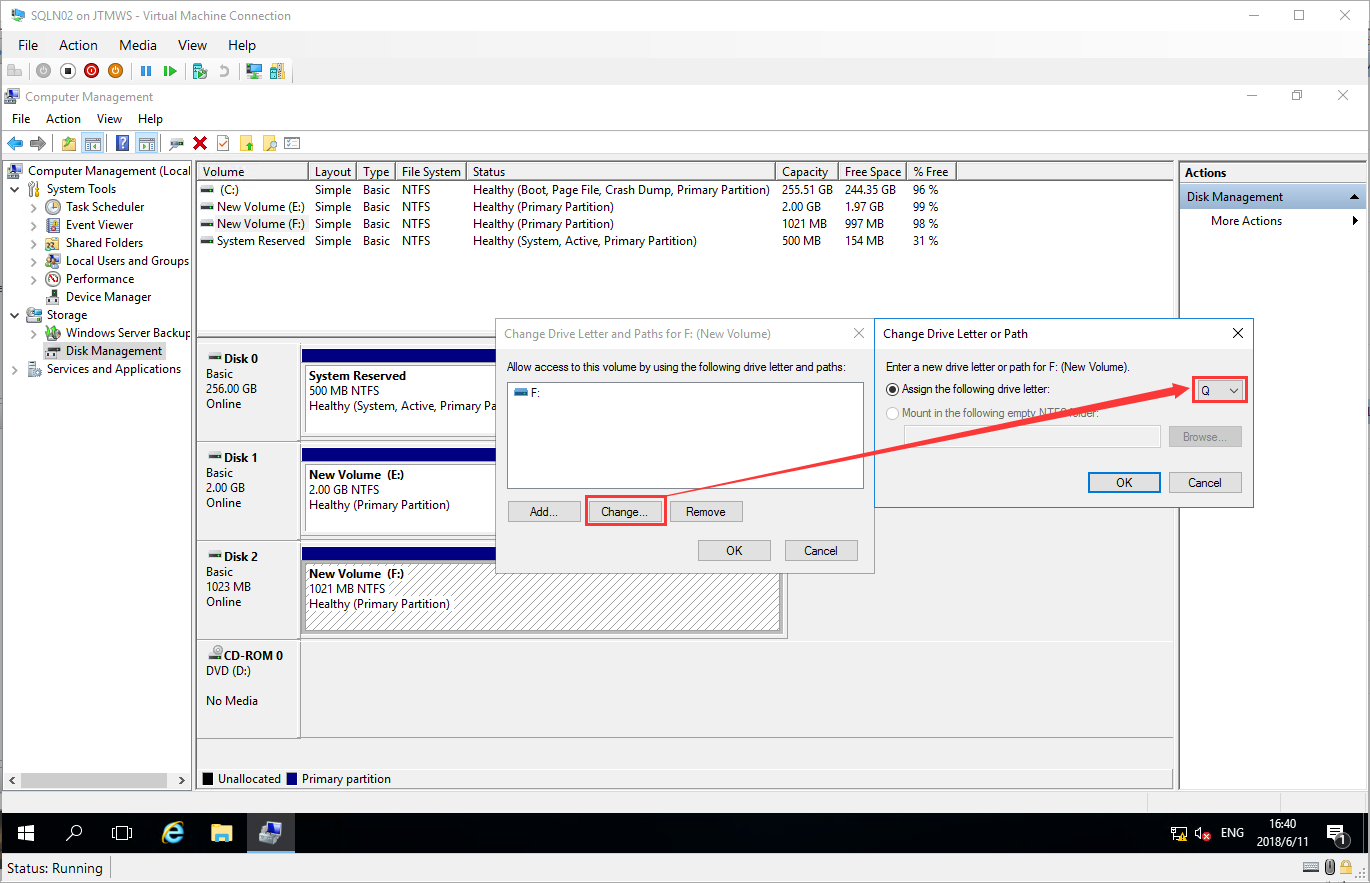 SQLN02 on JTMWS - Virtual Machine Connection
File Action Media View Help
Computer Management
File Action View Help
Computer Management (Local
System Tools
Task Scheduler
Event Viewer
Shared Folders
Local Users and Groups
Performance
Device Manager
Storage
Windows Server Backup
Disk Management
Services and Applications
Volume Layout Type File System Status Capacity Free Space % Free
(C:) Simple Basic NTFS Healthy (Boot, Page File, Crash Dump, Primary Partition) 255.51 GB 244.35 GB 96 %
New Volume (E:) Simple Basic NTFS Healthy (Primary Partition) 2.00 GB 1.97 GB 99 %
New Volume (F:) Simple Basic NTFS Healthy (Primary Partition) 1021 MB 997 MB 98 %
System Reserved Simple Basic NTFS Healthy (System, Active, Primary Partition) 500 MB 154 MB 31 %
Disk 0
Basic
256.00 GB
Online
System Reserved
500 MB NTFS
Healthy (System, Active, Primary Pa
Disk 1
Basic
2.00 GB
Online
New Volume (E:)
2.00 GB NTFS
Healthy (Primary Partition)
Disk 2
Basic
1023 MB
Online
New Volume (F:)
1021 MB NTFS
Healthy (Primary Partition)
CD-ROM 0
DVD (D:)
No Media
Unallocated Primary partition
Change Drive Letter and Paths for F: (New Volume)
Allow access to this volume by using the following drive letter and paths:
F:
Add... Change... Remove
OK Cancel
Change Drive Letter or Path
Enter a new drive letter or path for F: (New Volume).
Assign the following drive letter: Q
Mount in the following empty NTFS folder:
Browse...
OK Cancel
Actions
Disk Management
More Actions
ENG
16:40
2018/6/11
1
Status: Running